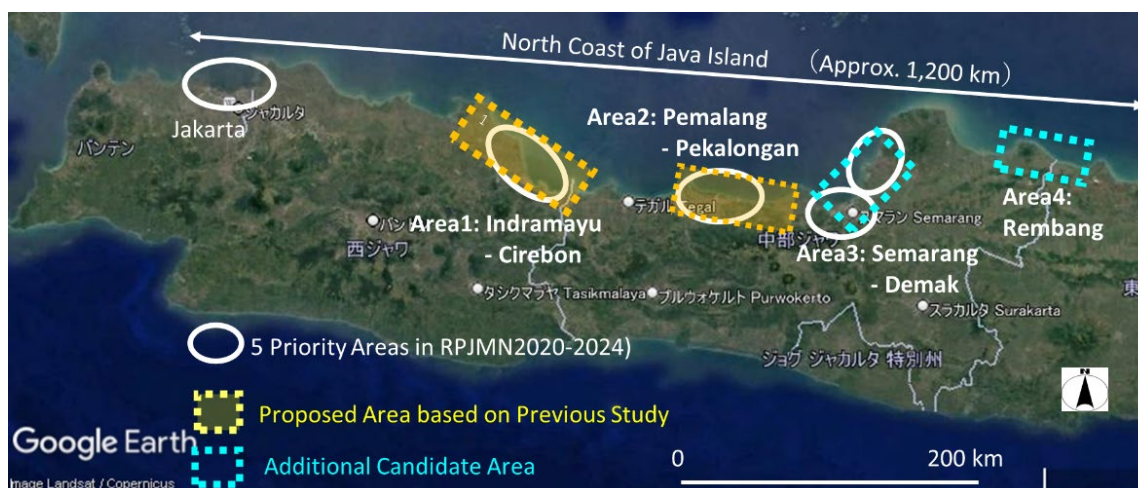 North Coast of Java Island （Approx. 1,200 km）
Jakarta
ジャカルタ
バンテン
1
Area2: Pemalang
- Pekalongan
Area1: Indramayu
- Cirebon
テガル Tegal
西ジャワ
中部ジャワ
Semarang
Area3: Semarang
- Demak
Area4:
Rembang
東
タシクマラヤ Tasikmalaya
プルウォケルト Purwokerto
スラカルタ Surakarta
ジョグジャカルタ 特別州
5 Priority Areas in RPJMN2020-2024)
Proposed Area based on Previous Study
Additional Candidate Area
N
0
200 km
Google Earth
Image Landsat / Copernicus